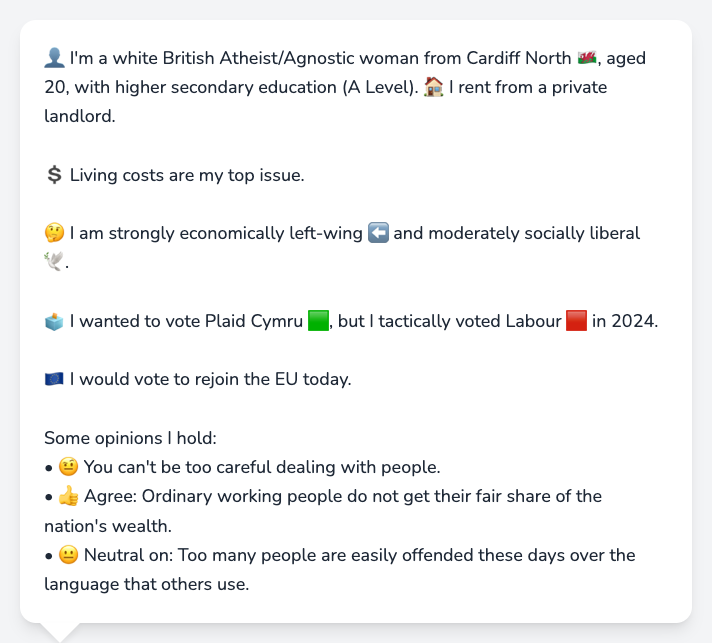 👤 I'm a white British Atheist/Agnostic woman from Cardiff North 🏴󠁧󠁢󠁷󠁬󠁳󠁿, aged
20, with higher secondary education (A Level). 🏠 I rent from a private
landlord.
💲 Living costs are my top issue.
🤔 I am strongly economically left-wing ⬅️ and moderately socially liberal
🕊️.
🗳️ I wanted to vote Plaid Cymru 🟩, but I tactically voted Labour 🟥 in 2024.
🇪🇺 I would vote to rejoin the EU today.
Some opinions I hold:
• 🤨 You can't be too careful dealing with people.
• 👍 Agree: Ordinary working people do not get their fair share of the
nation's wealth.
• 😐 Neutral on: Too many people are easily offended these days over the
language that others use.